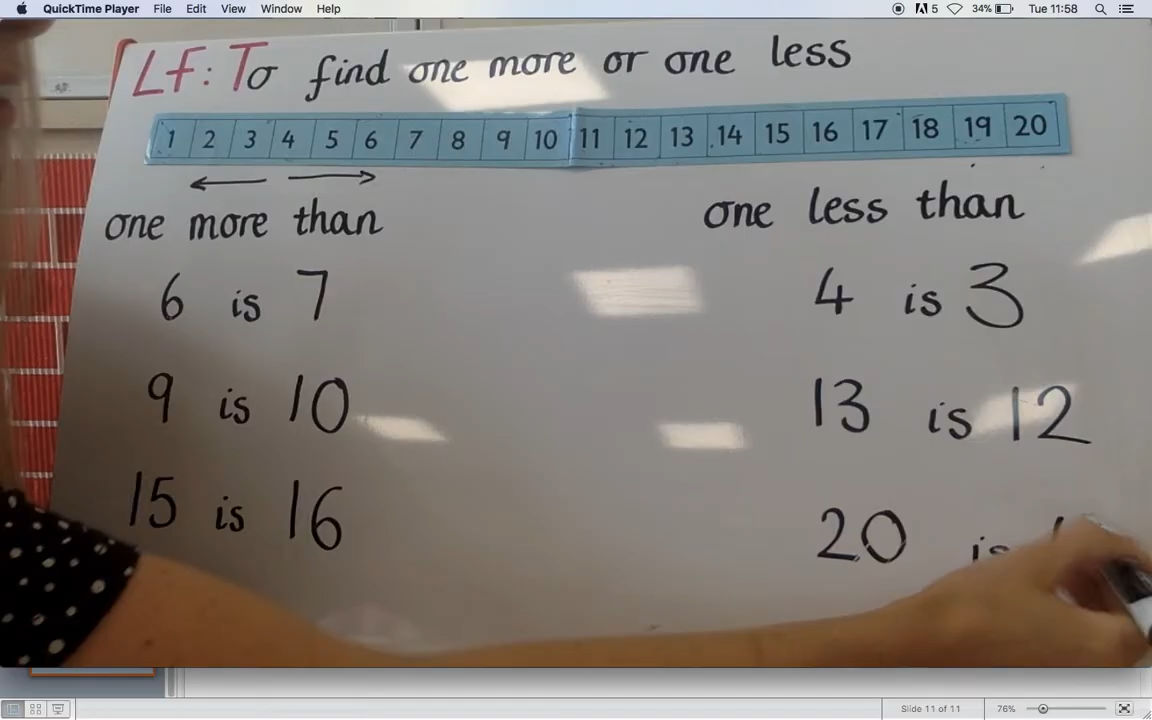 QuickTime Player File Edit View Window Help 5 34% Tue 11:58
LF: To find one more or one less
1 2 3 4 5 6 7 8 9 10 11 12 13 14 15 16 17 18 19 20
one more than
6 is 7
9 is 10
15 is 16
one less than
4 is 3
13 is 12
20 is
Slide 11 of 11 76%